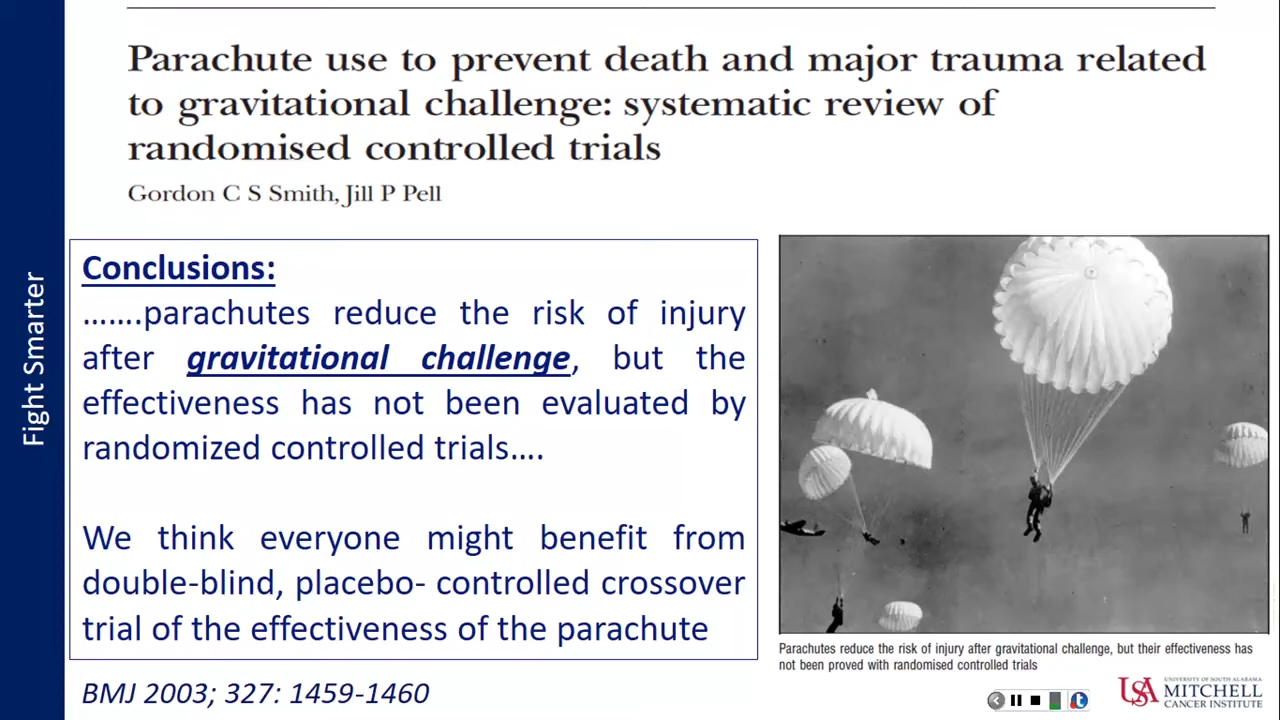 Parachute use to prevent death and major trauma related
to gravitational challenge: systematic review of
randomised controlled trials
Gordon C S Smith, Jill P Pell
Fight Smarter
Conclusions:
…….parachutes reduce the risk of injury
after gravitational challenge, but the
effectiveness has not been evaluated by
randomized controlled trials….
We think everyone might benefit from
double-blind, placebo- controlled crossover
trial of the effectiveness of the parachute
Parachutes reduce the risk of injury after gravitational challenge, but their effectiveness has
not been proved with randomised controlled trials
BMJ 2003; 327: 1459-1460
USA
UNIVERSITY OF SOUTH ALABAMA
MITCHELL
CANCER INSTITUTE